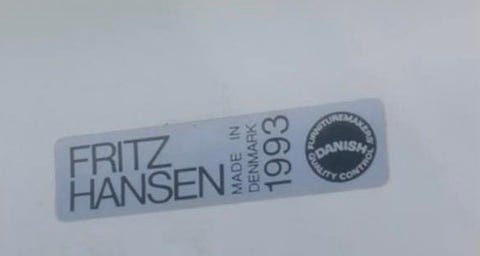 FRITZ
HANSEN
MADE IN
DENMARK
1993
FURNITUREMAKERS'
DANISH
QUALITY CONTROL